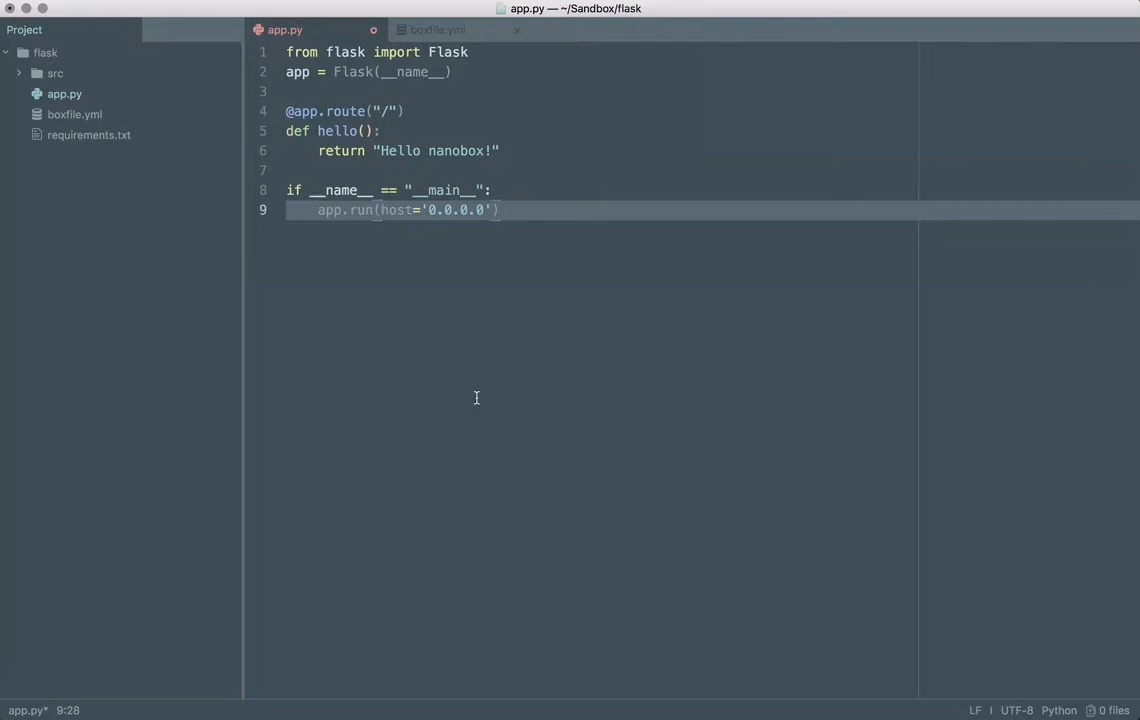 app.py — ~/Sandbox/flask
Project
app.py
boxfile.yml
flask
src
app.py
boxfile.yml
requirements.txt
1 from flask import Flask
2 app = Flask(__name__)
3
4 @app.route("/")
5 def hello():
6     return "Hello nanobox!"
7
8 if __name__ == "__main__":
9     app.run(host='0.0.0.0')
app.py* 9:28 LF UTF-8 Python 0 files